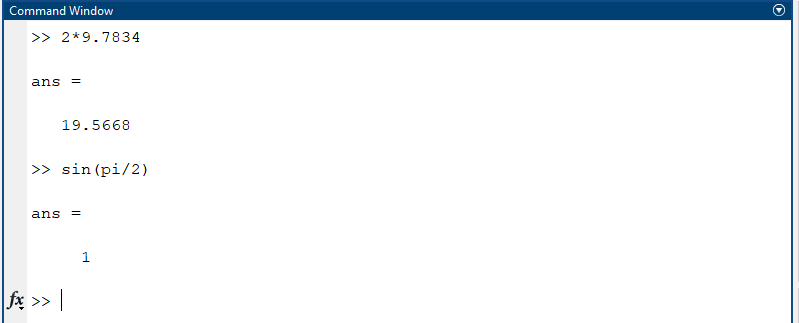 Command Window
>> 2*9.7834
ans =
19.5668
>> sin(pi/2)
ans =
1
fx >>